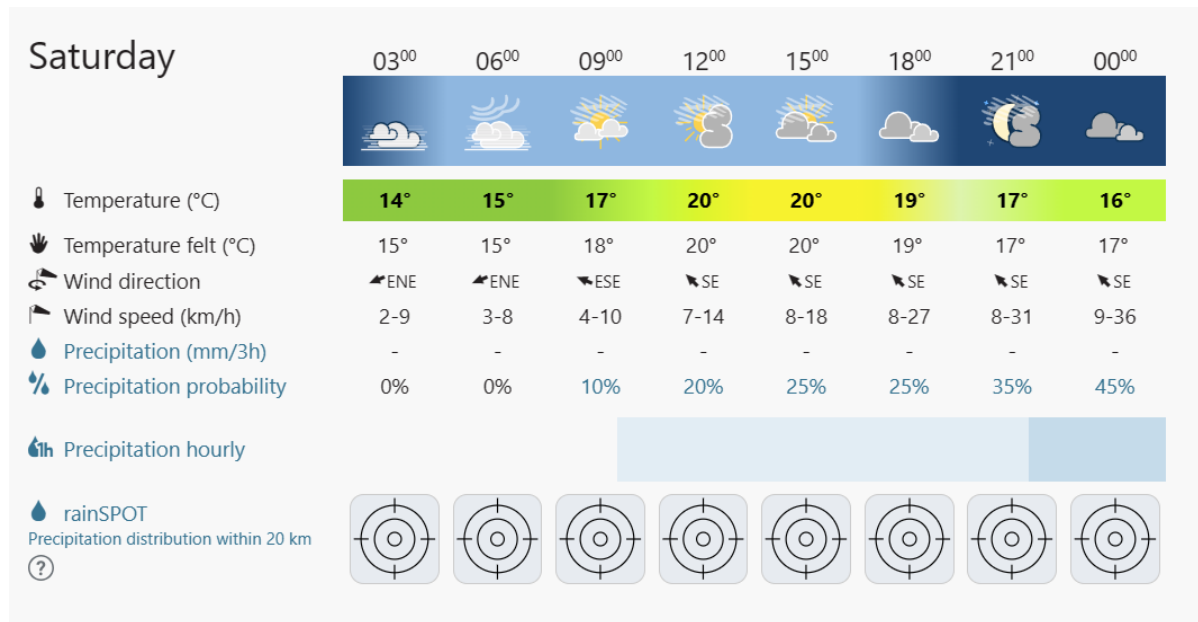 Saturday 03⁰⁰ 06⁰⁰ 09⁰⁰ 12⁰⁰ 15⁰⁰ 18⁰⁰ 21⁰⁰ 00⁰⁰
Temperature (°C) 14° 15° 17° 20° 20° 19° 17° 16°
Temperature felt (°C) 15° 15° 18° 20° 20° 19° 17° 17°
Wind direction ENE ENE ESE SE SE SE SE SE
Wind speed (km/h) 2-9 3-8 4-10 7-14 8-18 8-27 8-31 9-36
Precipitation (mm/3h) - - - - - - - -
Precipitation probability 0% 0% 10% 20% 25% 25% 35% 45%
1h Precipitation hourly
rainSPOT
Precipitation distribution within 20 km
?